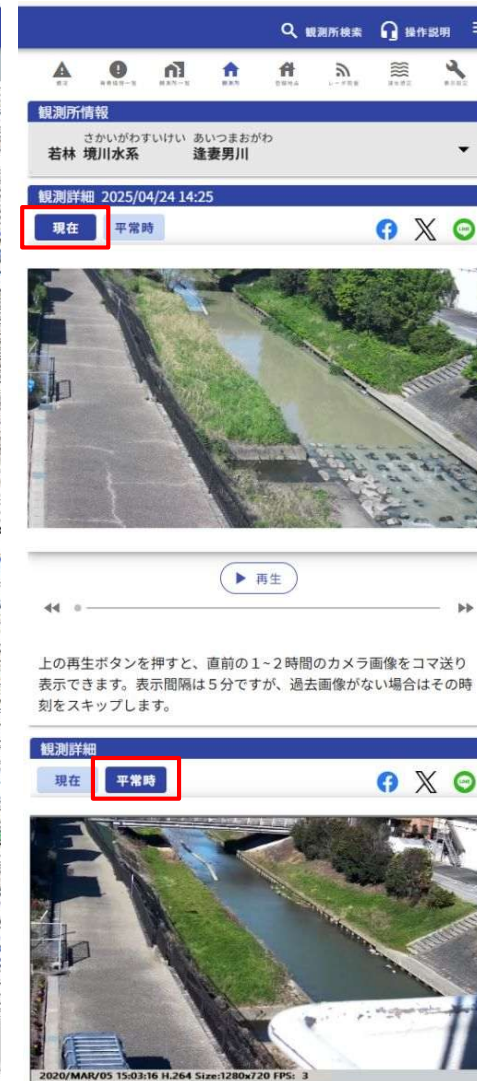 観測所検索 操作説明
観測所情報
さかいがわすいけい あいつまおがわ
若林 境川水系 逢妻男川
観測詳細 2025/04/24 14:25
現在 平常時
再生
上の再生ボタンを押すと、直前の1~2時間のカメラ画像をコマ送り
表示できます。表示間隔は5分ですが、過去画像がない場合はその時
刻をスキップします。
観測詳細
現在 平常時
2020/MAR/05 15:03:16 H.264 Size:1280x720 FPS: 3